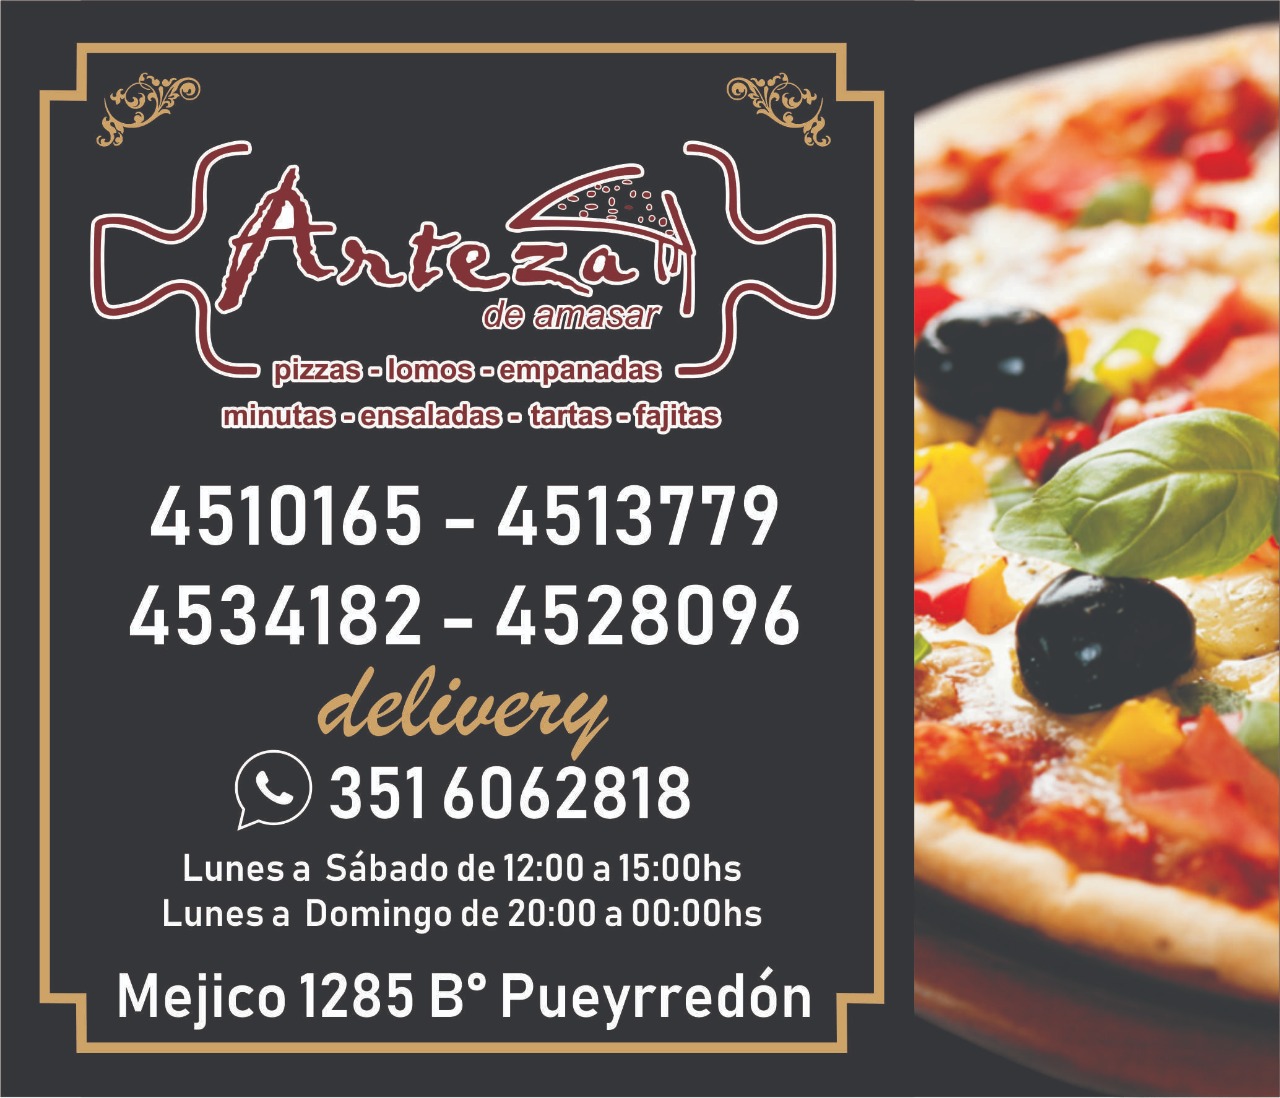 Arteza
de amasar
pizzas - lomos - empanadas
minutas - ensaladas - tartas - fajitas
4510165 - 4513779
4534182 - 4528096
delivery
351 6062818
Lunes a Sábado de 12:00 a 15:00hs
Lunes a Domingo de 20:00 a 00:00hs
Mejico 1285 B° Pueyrredón